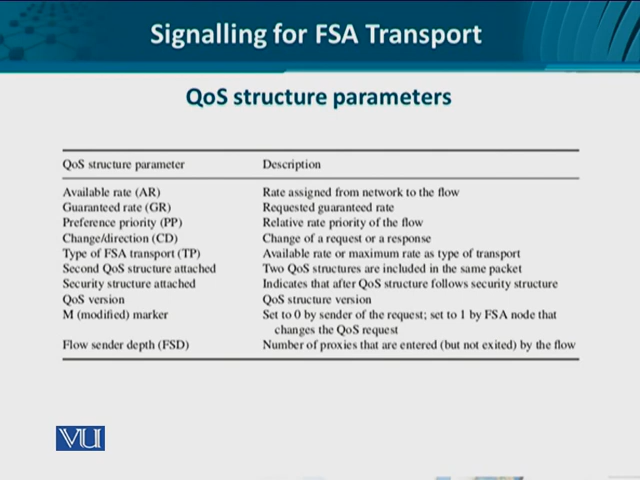 Signalling for FSA Transport
QoS structure parameters
QoS structure parameter Description
Available rate (AR) Rate assigned from network to the flow
Guaranteed rate (GR) Requested guaranteed rate
Preference priority (PP) Relative rate priority of the flow
Change/direction (CD) Change of a request or a response
Type of FSA transport (TP) Available rate or maximum rate as type of transport
Second QoS structure attached Two QoS structures are included in the same packet
Security structure attached Indicates that after QoS structure follows security structure
QoS version QoS structure version
M (modified) marker Set to 0 by sender of the request; set to 1 by FSA node that
changes the QoS request
Flow sender depth (FSD) Number of proxies that are entered (but not exited) by the flow
VU